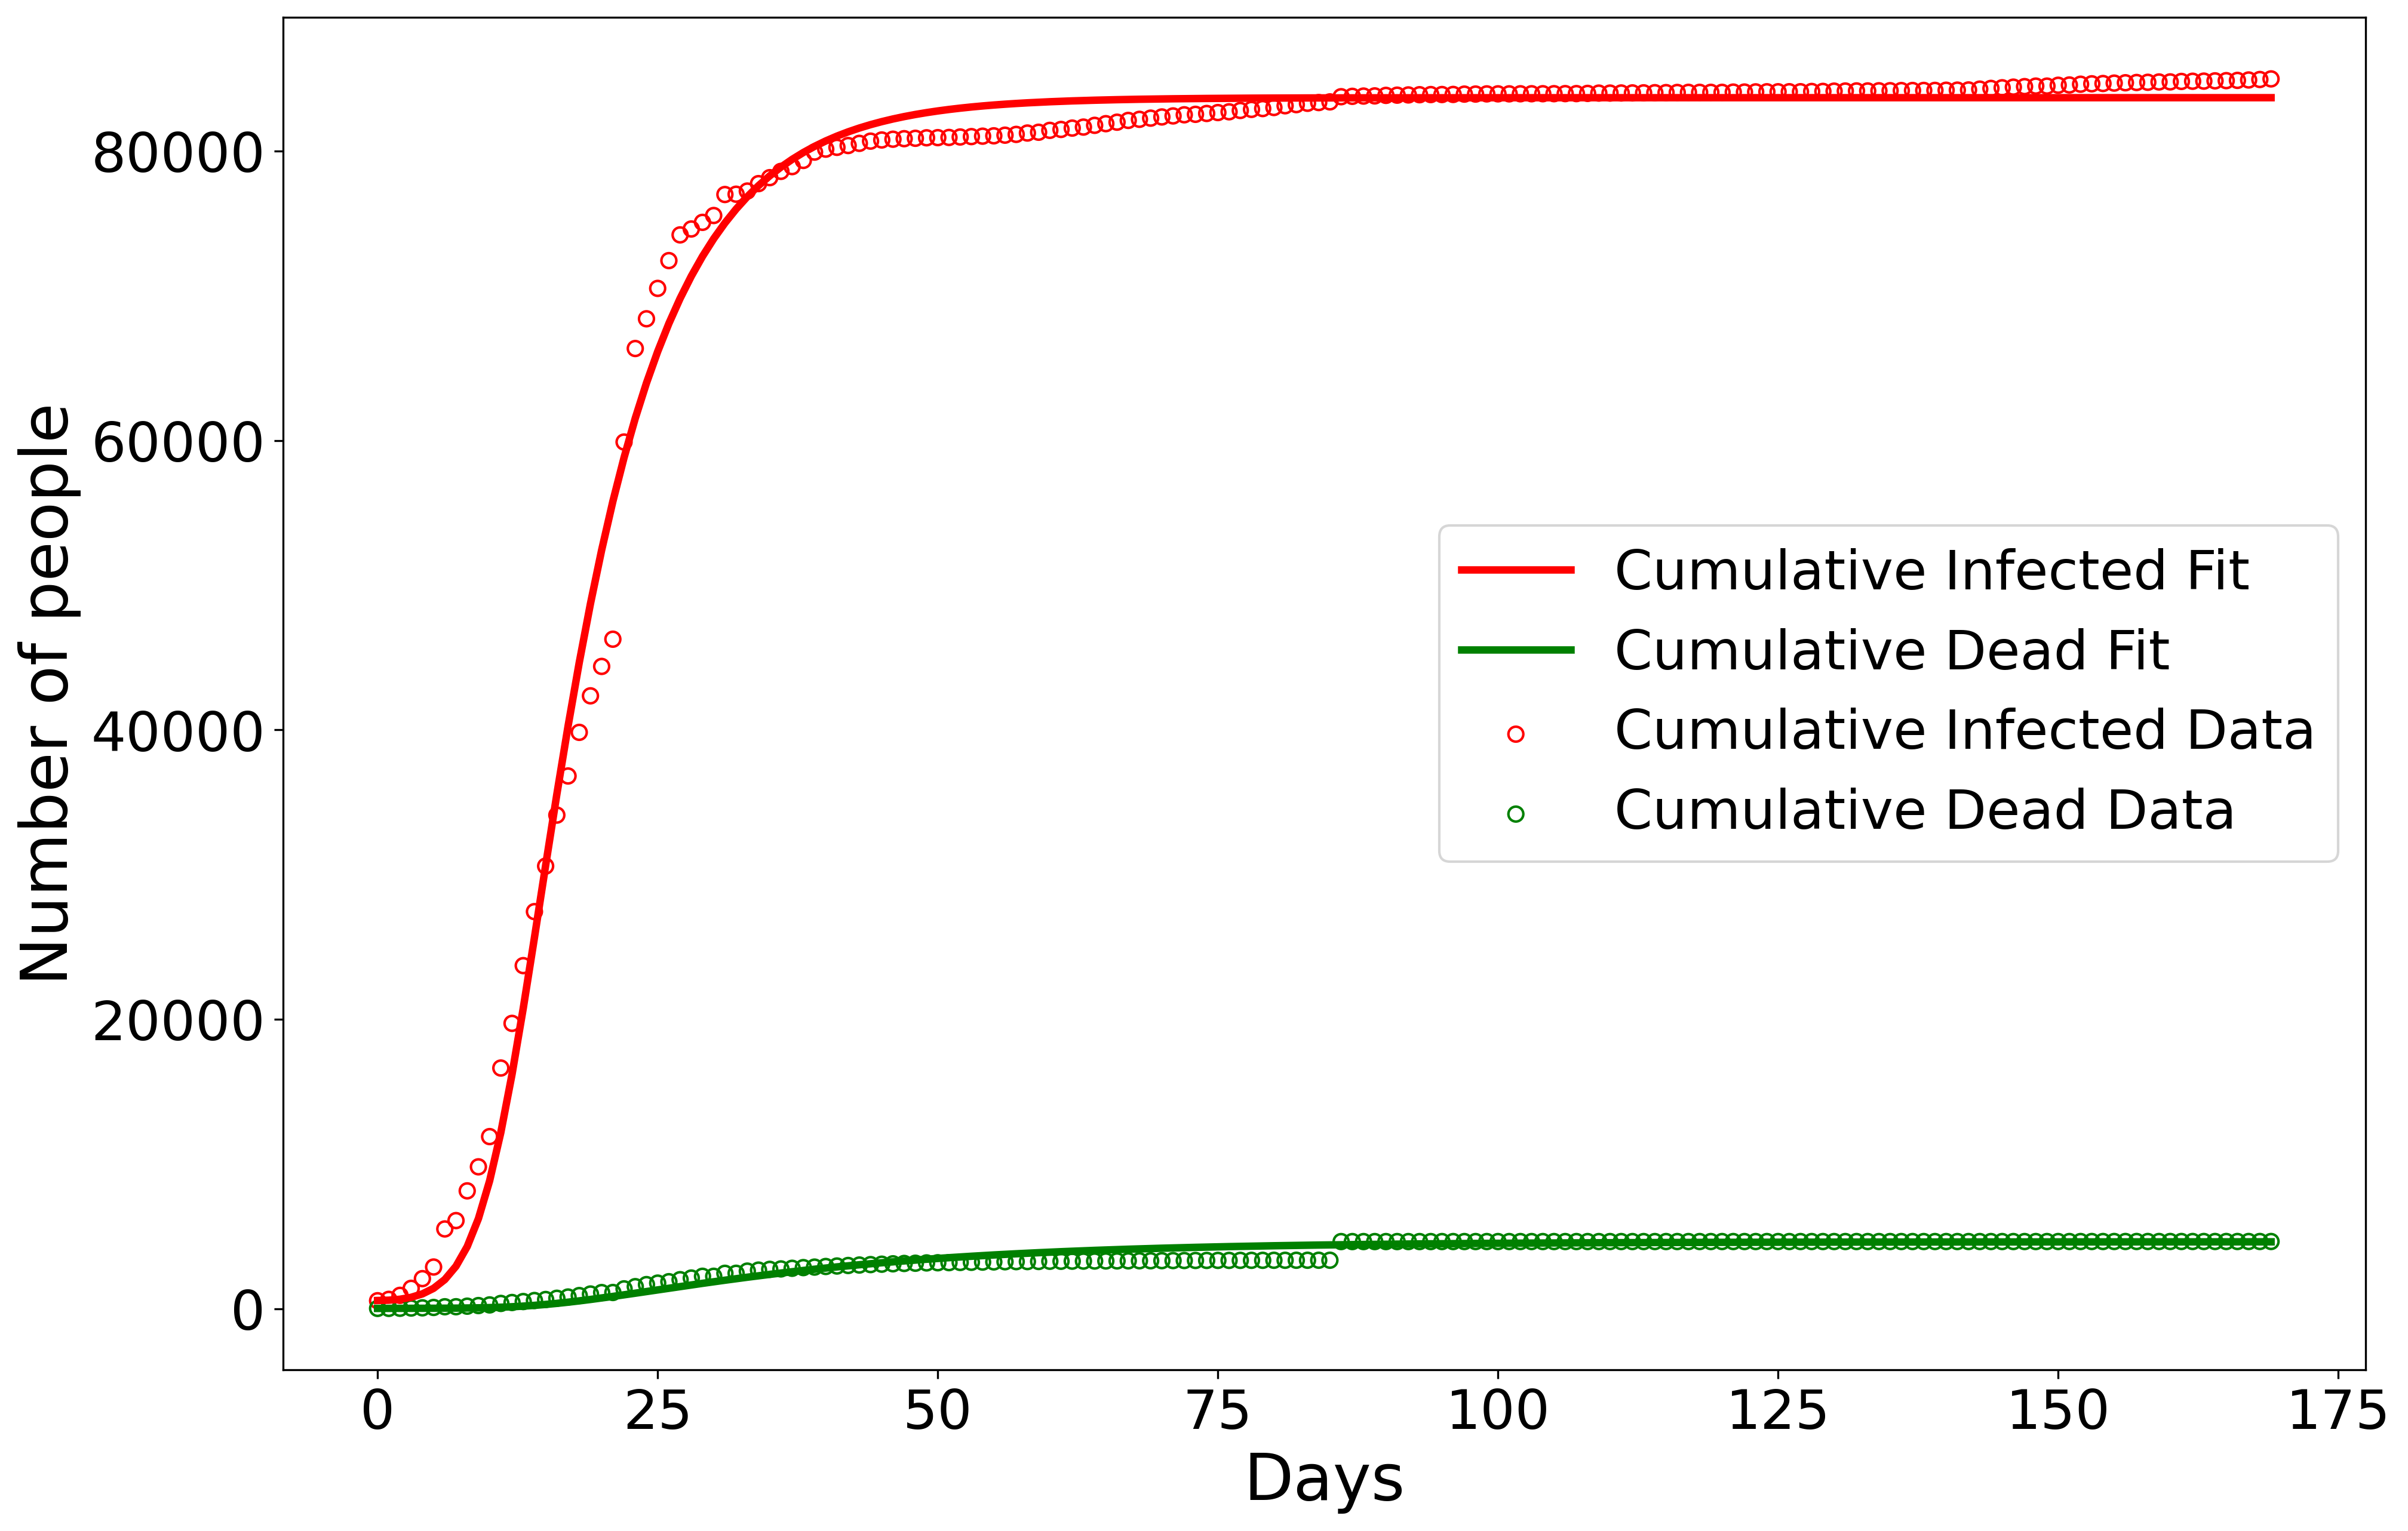 Number of people
80000
60000
40000
20000
0
Cumulative Infected Fit
Cumulative Dead Fit
Cumulative Infected Data
Cumulative Dead Data
0 25 50 75 100 125 150 175
Days